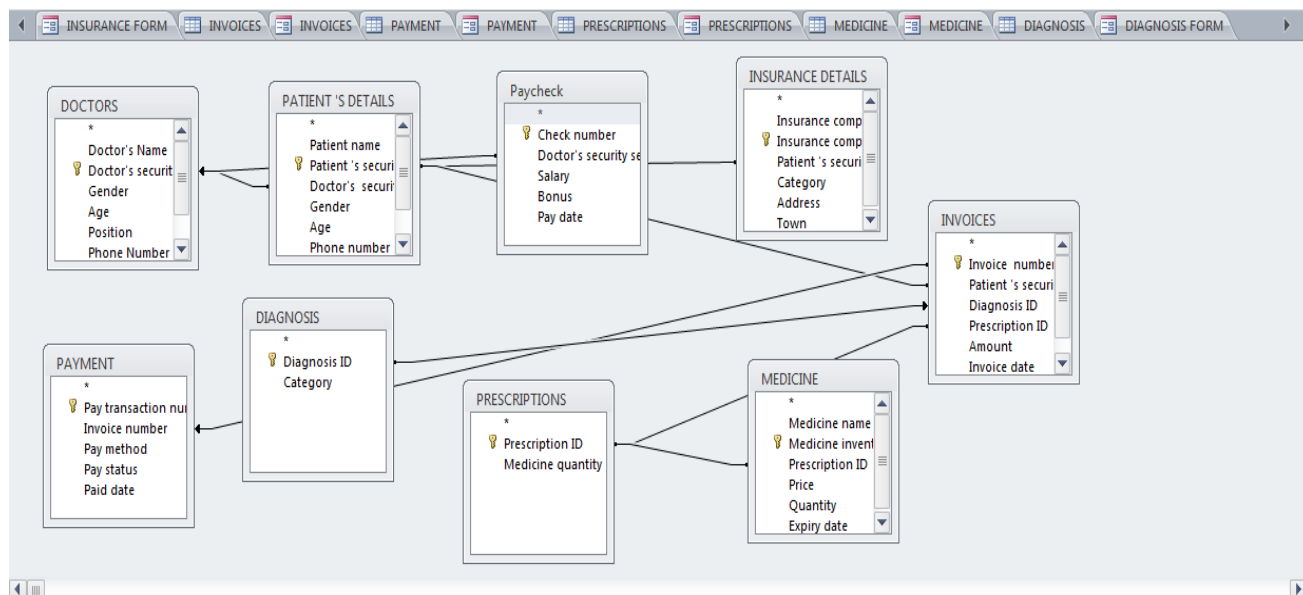 INSURANCE FORM INVOICES INVOICES PAYMENT PAYMENT PRESCRIPTIONS PRESCRIPTIONS MEDICINE MEDICINE DIAGNOSIS DIAGNOSIS FORM
DOCTORS
*
Doctor's Name
Doctor's securit
Gender
Age
Position
Phone Number
PATIENT 'S DETAILS
*
Patient name
Patient 's securi
Doctor's securit
Gender
Age
Phone number
Paycheck
*
Check number
Doctor's security se
Salary
Bonus
Pay date
INSURANCE DETAILS
*
Insurance comp
Insurance comp
Patient 's securi
Category
Address
Town
INVOICES
*
Invoice number
Patient 's securi
Diagnosis ID
Prescription ID
Amount
Invoice date
PAYMENT
*
Pay transaction nu
Invoice number
Pay method
Pay status
Paid date
DIAGNOSIS
*
Diagnosis ID
Category
PRESCRIPTIONS
*
Prescription ID
Medicine quantity
MEDICINE
*
Medicine name
Medicine invent
Prescription ID
Price
Quantity
Expiry date